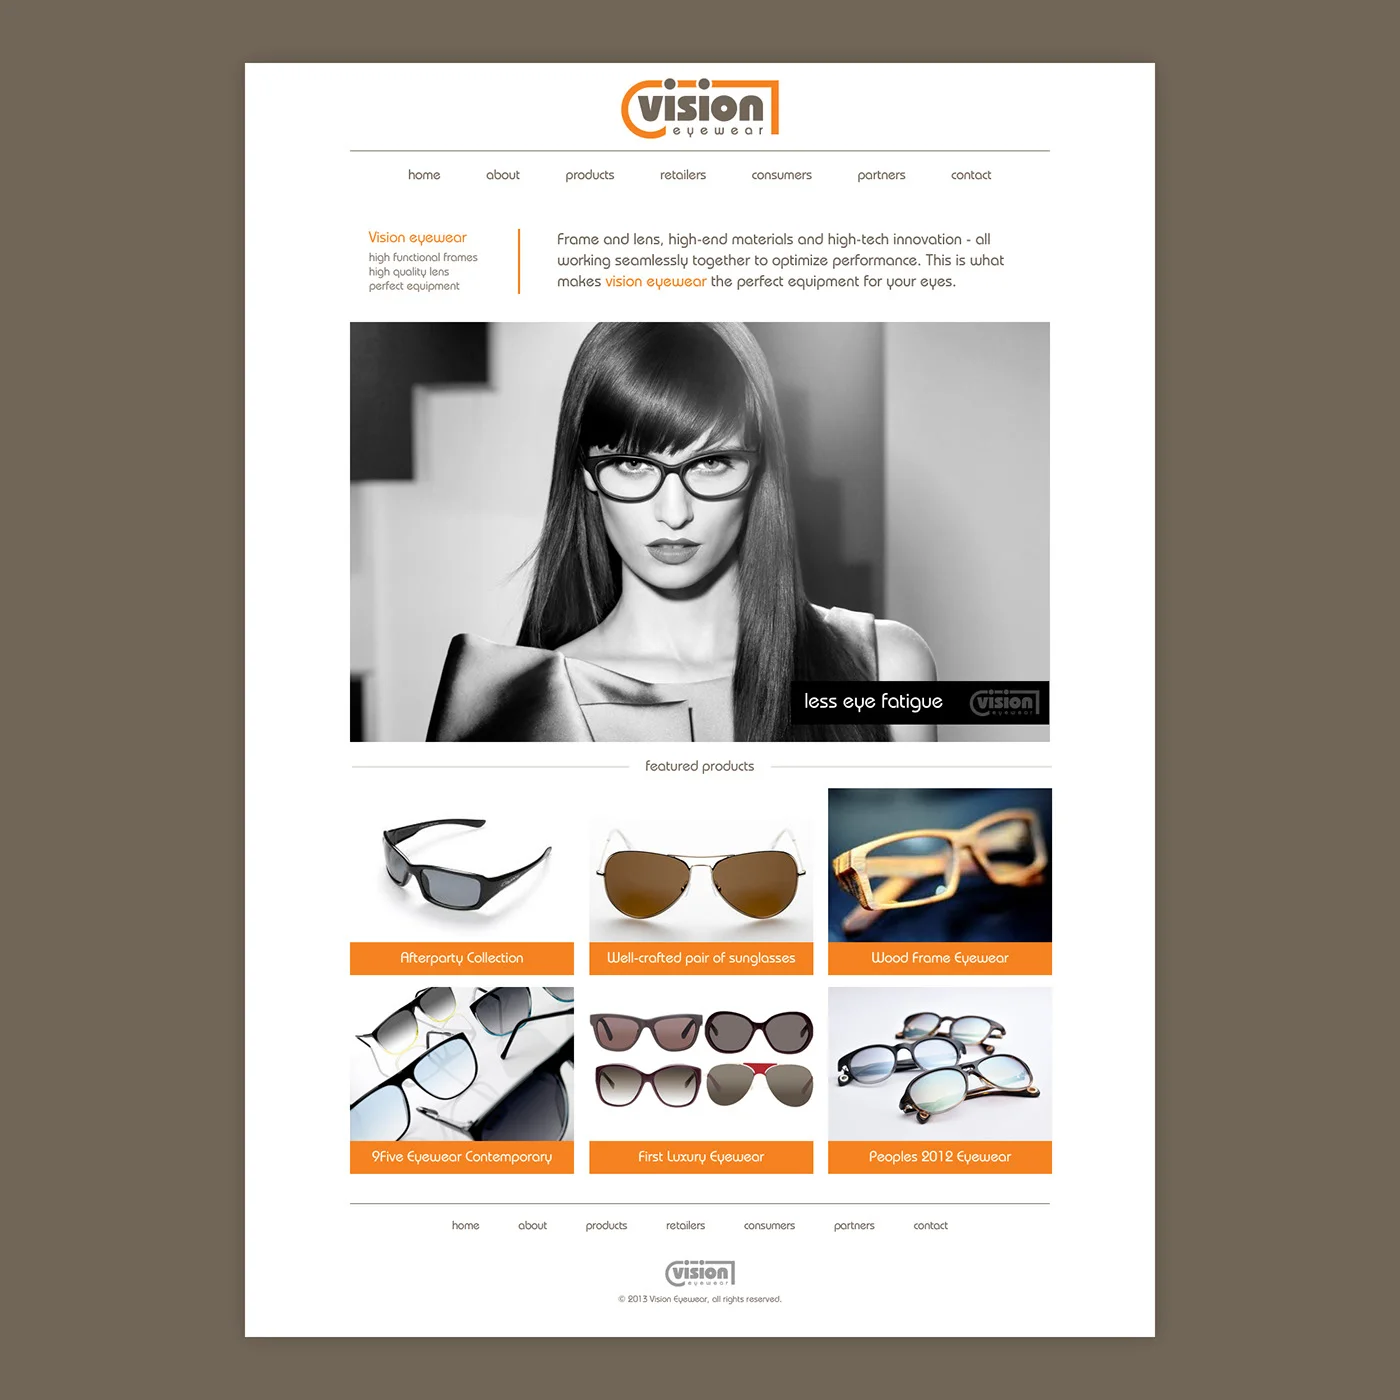 vision
eyewear
home about products retailers consumers partners contact
Vision eyewear
high functional frames
high quality lens
perfect equipment
Frame and lens, high-end materials and high-tech innovation - all
working seamlessly together to optimize performance. This is what
makes vision eyewear the perfect equipment for your eyes.
less eye fatigue
vision
eyewear
featured products
Afterparty Collection
Well-crafted pair of sunglasses
Wood Frame Eyewear
9Five Eyewear Contemporary
First Luxury Eyewear
Peoples 2012 Eyewear
home about products retailers consumers partners contact
vision
eyewear
© 2013 Vision Eyewear, all rights reserved.